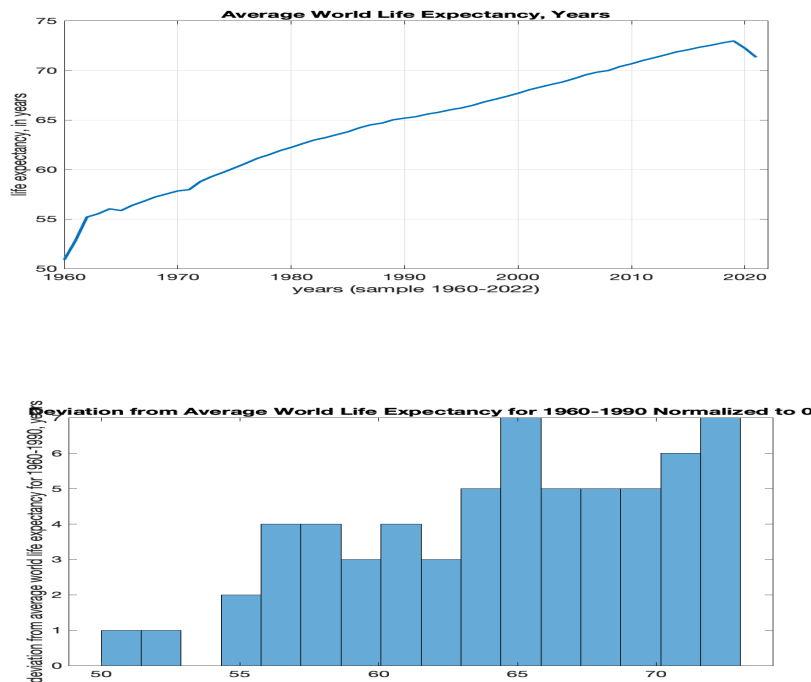 Average World Life Expectancy, Years
75
70
65
60
55
50
life expectancy, in years
1960 1970 1980 1990 2000 2010 2020
years (sample 1960-2022)
Deviation from Average World Life Expectancy for 1960-1990 Normalized to 0
7
6
5
4
3
2
1
0
deviation from average world life expectancy for 1960-1990, years
50 55 60 65 70